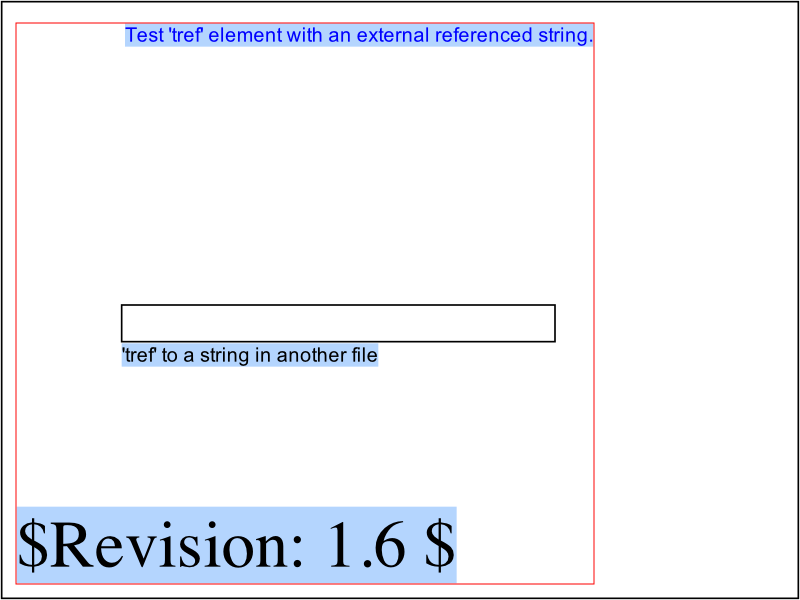 Test 'tref' element with an external referenced string.
'tref' to a string in another file
$Revision: 1.6 $